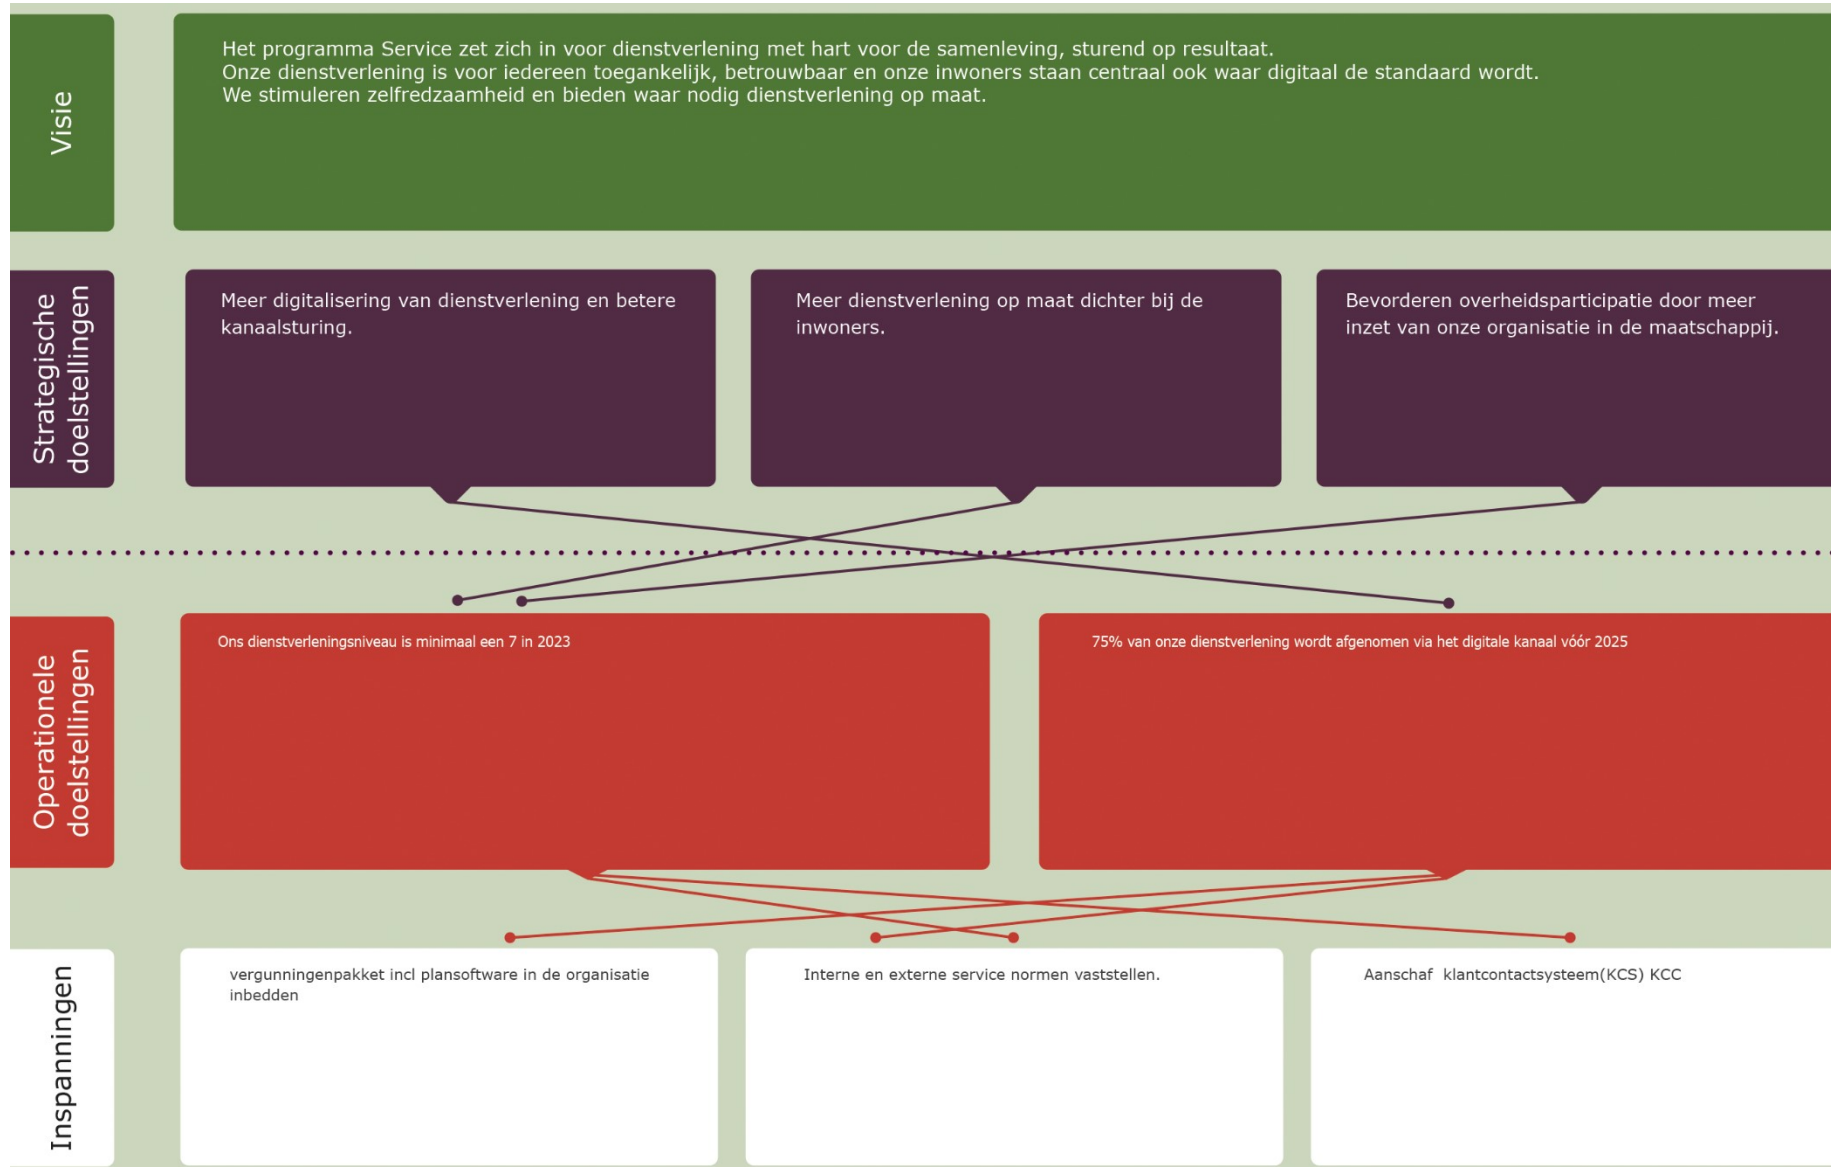 Visie
Het programma Service zet zich in voor dienstverlening met hart voor de samenleving, sturend op resultaat.
Onze dienstverlening is voor iedereen toegankelijk, betrouwbaar en onze inwoners staan centraal ook waar digitaal de standaard wordt.
We stimuleren zelfredzaamheid en bieden waar nodig dienstverlening op maat.
Strategische
doelstellingen
Meer digitalisering van dienstverlening en betere
kanaalsturing.
Meer dienstverlening op maat dichter bij de
inwoners.
Bevorderen overheidsparticipatie door meer
inzet van onze organisatie in de maatschappij.
Operationele
doelstellingen
Ons dienstverleningsniveau is minimaal een 7 in 2023
75% van onze dienstverlening wordt afgenomen via het digitale kanaal vóór 2025
Inspanningen
vergunningenpakket incl plansoftware in de organisatie
inbedden
Interne en externe service normen vaststellen.
Aanschaf  klantcontactsysteem(KCS) KCC